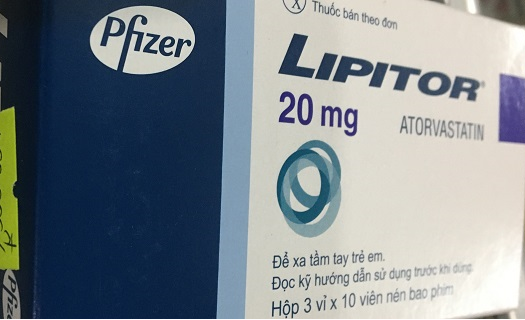 Pfizer
Thuốc bán theo đơn
LIPITOR®
20 mg
ATORVASTATIN
Để xa tầm tay trẻ em.
Đọc kỹ hướng dẫn sử dụng trước khi dùng.
Hộp 3 vỉ x 10 viên nén bao phim
Pfizer